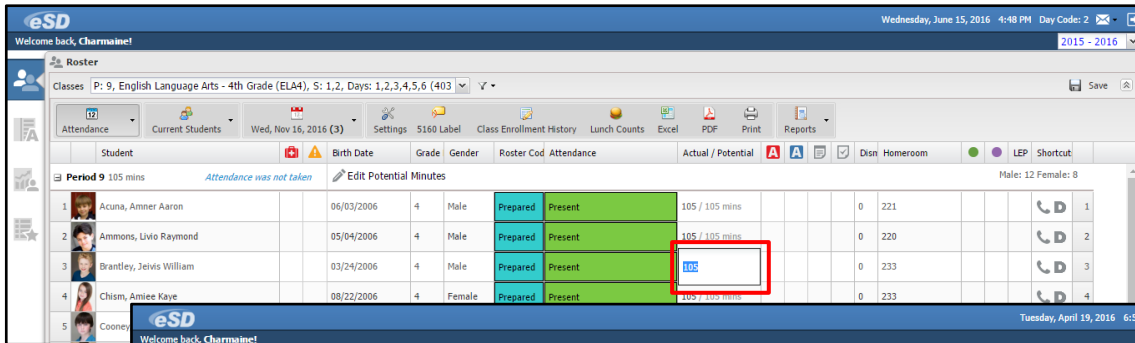 eSD
Wednesday, June 15, 2016 4:48 PM Day Code: 2
Welcome back, Charmaine!
2015 - 2016
Roster
Classes P: 9, English Language Arts - 4th Grade (ELA4), S: 1,2, Days: 1,2,3,4,5,6 (403
Save
12
Attendance Current Students Wed, Nov 16, 2016 (3) Settings 5160 Label Class Enrollment History Lunch Counts Excel PDF Print Reports
Student Birth Date Grade Gender Roster Cod Attendance Actual / Potential A A Disn Homeroom LEP Shortcut
Period 9 105 mins Attendance was not taken Edit Potential Minutes Male: 12 Female: 8
1 Acuna, Amner Aaron 06/03/2006 4 Male Prepared Present 105 / 105 mins 0 221 D 1
2 Ammons, Livio Raymond 05/04/2006 4 Male Prepared Present 105 / 105 mins 0 220 D 2
3 Brantley, Jeivis William 03/24/2006 4 Male Prepared Present 105 0 233 D 3
4 Chism, Amiee Kaye 08/22/2006 4 Female Prepared Present 105 / 105 mins 0 233 D 4
5 Cooney
eSD
Tuesday, April 19, 2016
Welcome back, Charmaine!